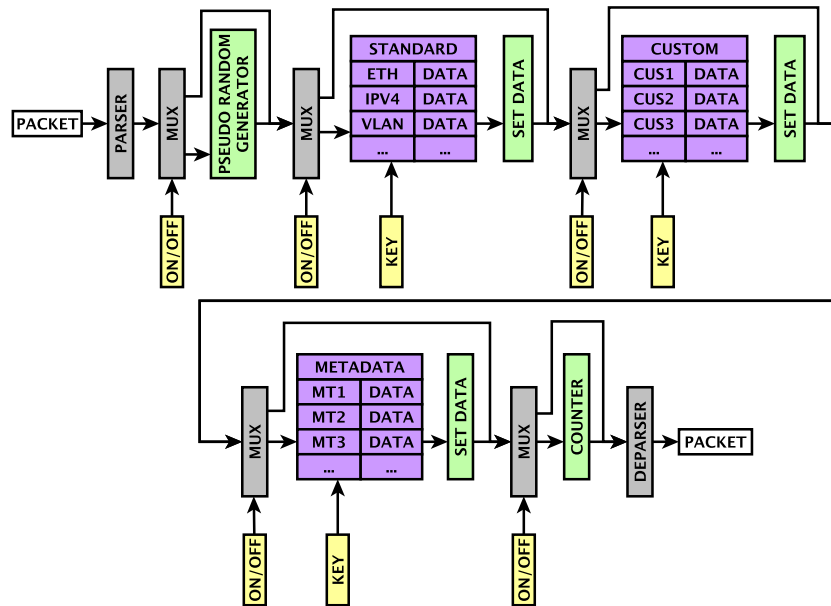 PACKET
PARSER
MUX
ON/OFF
PSEUDO RANDOM
GENERATOR
MUX
ON/OFF
STANDARD
ETH DATA
IPV4 DATA
VLAN DATA
... ...
KEY
SET DATA
MUX
ON/OFF
CUSTOM
CUS1 DATA
CUS2 DATA
CUS3 DATA
... ...
KEY
SET DATA
MUX
ON/OFF
METADATA
MT1 DATA
MT2 DATA
MT3 DATA
... ...
KEY
SET DATA
MUX
ON/OFF
COUNTER
DEPARSER
PACKET